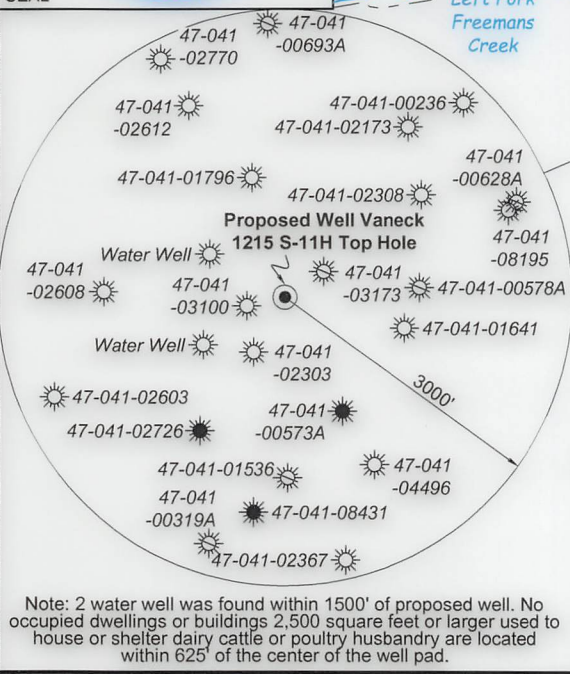 Left Fork
Freemans
Creek
47-041
-00693A
47-041
-02770
47-041
-02612
47-041-00236
47-041-02173
47-041
-00628A
47-041-01796
47-041-02308
47-041
-08195
Proposed Well Vaneck
1215 S-11H Top Hole
Water Well
47-041
-02608
47-041
-03100
47-041
-03173
47-041-00578A
47-041-01641
Water Well
47-041
-02303
3000'
47-041-02603
47-041
-00573A
47-041-02726
47-041-01536
47-041
-04496
47-041
-00319A
47-041-08431
47-041-02367
Note: 2 water well was found within 1500' of proposed well. No
occupied dwellings or buildings 2,500 square feet or larger used to
house or shelter dairy cattle or poultry husbandry are located
within 625' of the center of the well pad.